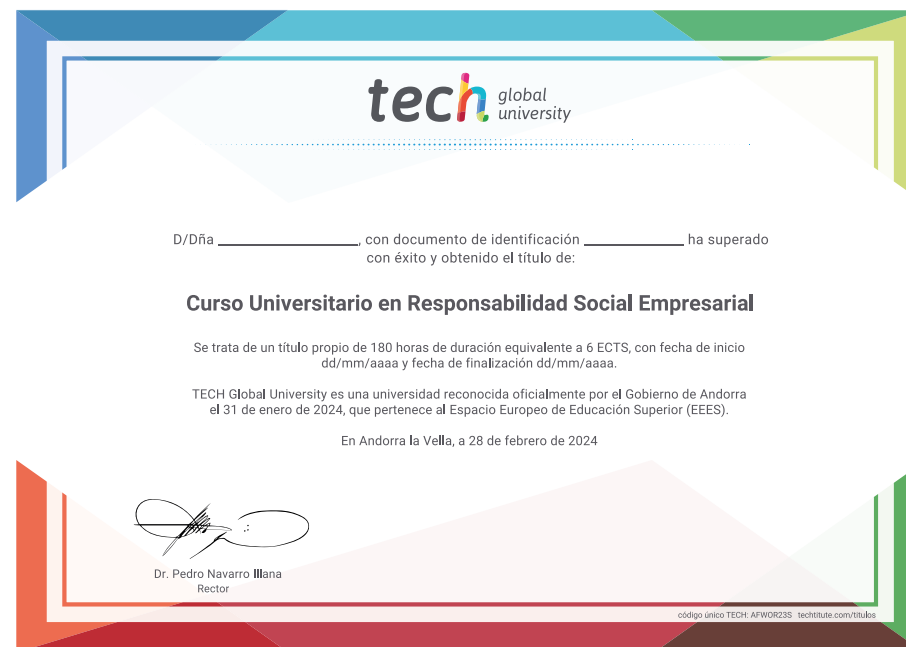 tech global university
D/Dña ____________________, con documento de identificación ______________ ha superado
con éxito y obtenido el título de:
Curso Universitario en Responsabilidad Social Empresarial
Se trata de un título propio de 180 horas de duración equivalente a 6 ECTS, con fecha de inicio
dd/mm/aaaa y fecha de finalización dd/mm/aaaa.
TECH Global University es una universidad reconocida oficialmente por el Gobierno de Andorra
el 31 de enero de 2024, que pertenece al Espacio Europeo de Educación Superior (EEES).
En Andorra la Vella, a 28 de febrero de 2024
Dr. Pedro Navarro Illana
Rector
código único TECH: AFWOR23S techtitute.com/titulos